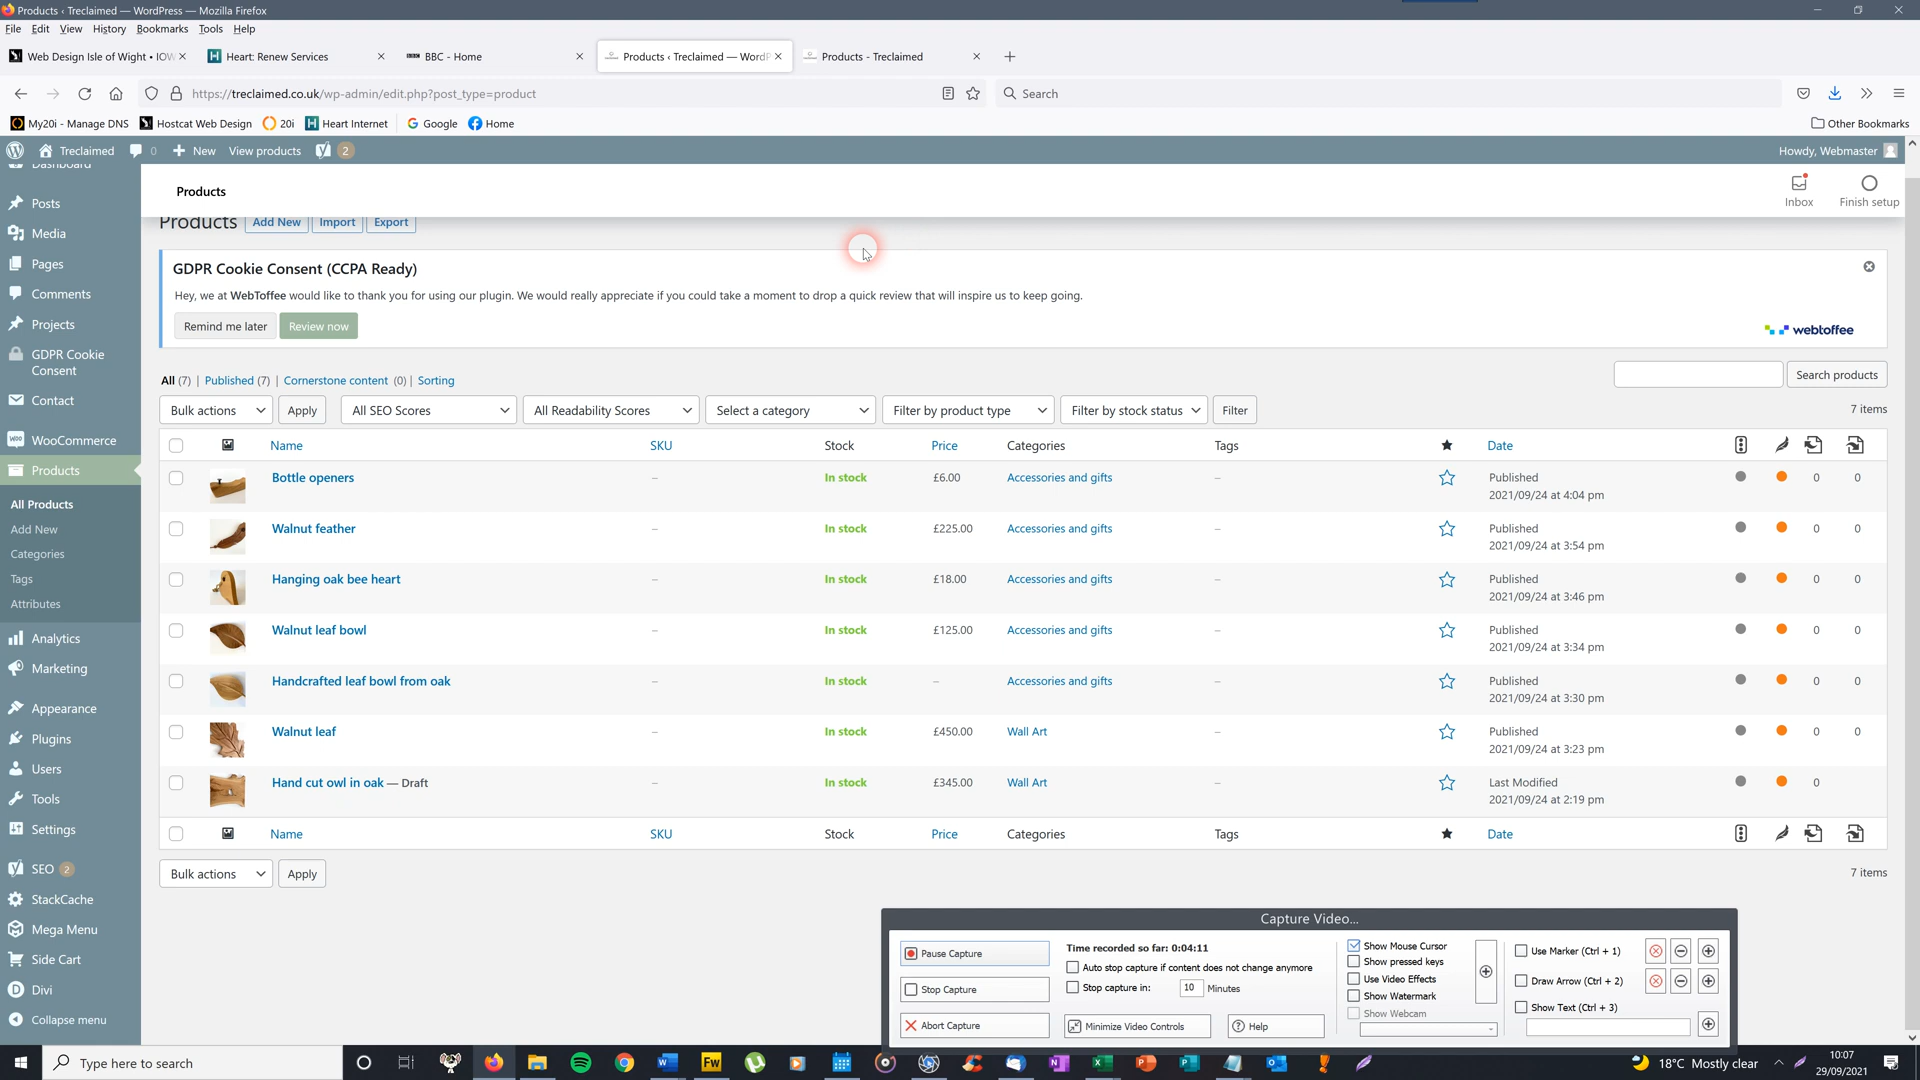 Products ‹ Treclaimed — WordPress — Mozilla Firefox
File Edit View History Bookmarks Tools Help
Web Design Isle of Wight • IOW
Heart: Renew Services
BBC - Home
Products ‹ Treclaimed — WordP
Products - Treclaimed
https://treclaimed.co.uk/wp-admin/edit.php?post_type=product
Search
My20i - Manage DNS Hostcat Web Design 20i Heart Internet Google Home Other Bookmarks
Treclaimed 0 New View products 2 Howdy, Webmaster
Dashboard
Posts
Media
Pages
Comments
Projects
GDPR Cookie
Consent
Contact
WooCommerce
Products
All Products
Add New
Categories
Tags
Attributes
Analytics
Marketing
Appearance
Plugins
Users
Tools
Settings
SEO 2
StackCache
Mega Menu
Side Cart
Divi
Collapse menu
Products
Inbox
Finish setup
Products Add New Import Export
GDPR Cookie Consent (CCPA Ready)
Hey, we at WebToffee would like to thank you for using our plugin. We would really appreciate if you could take a moment to drop a quick review that will inspire us to keep going.
Remind me later Review now
webtoffee
All (7) | Published (7) | Cornerstone content (0) | Sorting
Search products
Bulk actions Apply All SEO Scores All Readability Scores Select a category Filter by product type Filter by stock status Filter
7 items
Name SKU Stock Price Categories Tags Date
Bottle openers – In stock £6.00 Accessories and gifts – Published 0 0
2021/09/24 at 4:04 pm
Walnut feather – In stock £225.00 Accessories and gifts – Published 0 0
2021/09/24 at 3:54 pm
Hanging oak bee heart – In stock £18.00 Accessories and gifts – Published 0 0
2021/09/24 at 3:46 pm
Walnut leaf bowl – In stock £125.00 Accessories and gifts – Published 0 0
2021/09/24 at 3:34 pm
Handcrafted leaf bowl from oak – In stock – Accessories and gifts – Published 0 0
2021/09/24 at 3:30 pm
Walnut leaf – In stock £450.00 Wall Art – Published 0 0
2021/09/24 at 3:23 pm
Hand cut owl in oak — Draft – In stock £345.00 Wall Art – Last Modified 0
2021/09/24 at 2:19 pm
Name SKU Stock Price Categories Tags Date
Bulk actions Apply
7 items
Capture Video...
Pause Capture
Stop Capture
Abort Capture
Time recorded so far: 0:04:11
Auto stop capture if content does not change anymore
Stop capture in: 10 Minutes
Minimize Video Controls
Help
Show Mouse Cursor
Show pressed keys
Use Video Effects
Show Watermark
Show Webcam
Use Marker (Ctrl + 1)
Draw Arrow (Ctrl + 2)
Show Text (Ctrl + 3)
Type here to search
18°C Mostly clear
10:07
29/09/2021